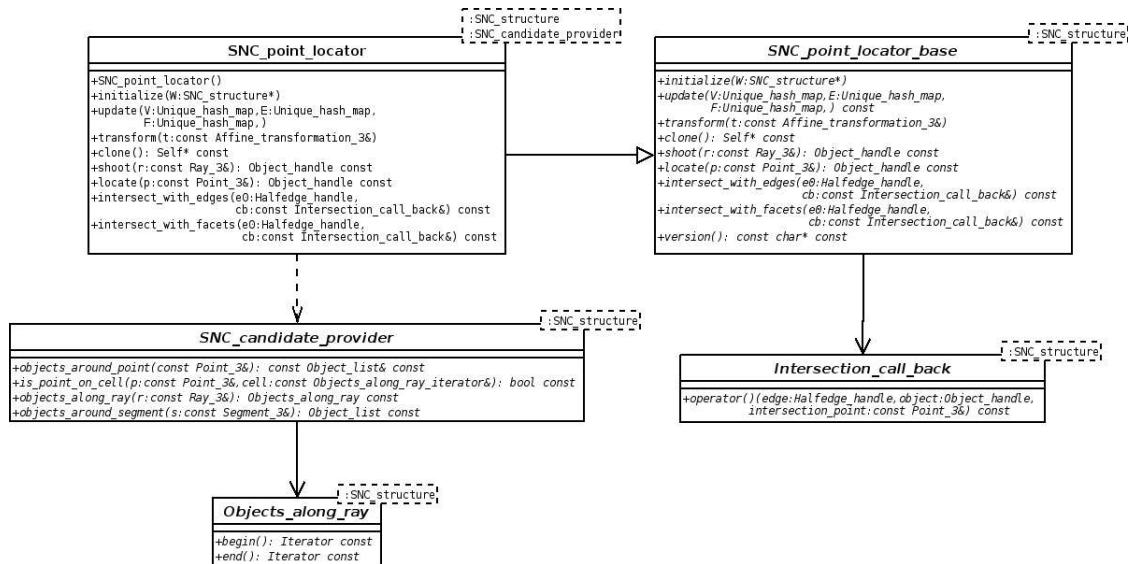 :SNC_structure
:SNC_candidate_provider
SNC_point_locator
+SNC_point_locator()
+initialize(W:SNC_structure*)
+update(V:Unique_hash_map,E:Unique_hash_map,
F:Unique_hash_map,)
+transform(t:const Affine_transformation_3&)
+clone(): Self* const
+shoot(r:const Ray_3&): Object_handle const
+locate(p:const Point_3&): Object_handle const
+intersect_with_edges(e0:Halfedge_handle,
cb:const Intersection_call_back&) const
+intersect_with_facets(e0:Halfedge_handle,
cb:const Intersection_call_back&) const
:SNC_structure
SNC_point_locator_base
+initialize(W:SNC_structure*)
+update(V:Unique_hash_map,E:Unique_hash_map,
F:Unique_hash_map,) const
+transform(t:const Affine_transformation_3&)
+clone(): Self* const
+shoot(r:const Ray_3&): Object_handle const
+locate(p:const Point_3&): Object_handle const
+intersect_with_edges(e0:Halfedge_handle,
cb:const Intersection_call_back&) const
+intersect_with_facets(e0:Halfedge_handle,
cb:const Intersection_call_back&) const
+version(): const char* const
:SNC_structure
SNC_candidate_provider
+objects_around_point(const Point_3&): const Object_list& const
+is_point_on_cell(p:const Point_3&,cell:const Objects_along_ray_iterator&): bool const
+objects_along_ray(r:const Ray_3&): Objects_along_ray const
+objects_around_segment(s:const Segment_3&): Object_list const
:SNC_structure
Intersection_call_back
+operator()(edge:Halfedge_handle,object:Object_handle,
intersection_point:const Point_3&) const
:SNC_structure
Objects_along_ray
+begin(): Iterator const
+end(): Iterator const